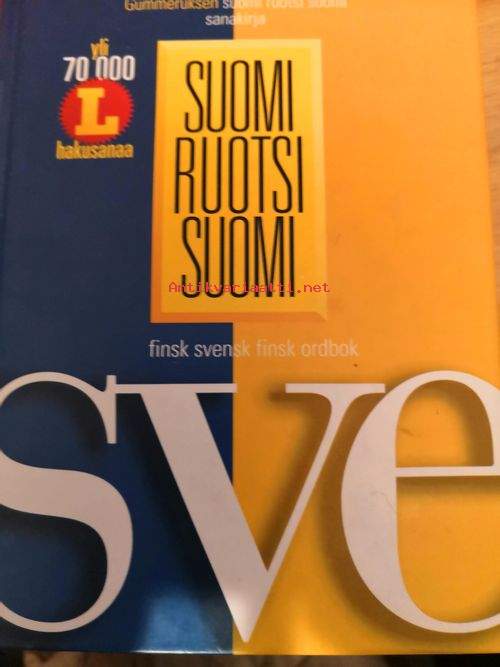 Gummeruksen suomi ruotsi suomi
sanakirja
yli
70 000
L
hakusanaa
SUOMI
RUOTSI
SUOMI
Antikvariaatti.net
finsk svensk finsk ordbok
sve